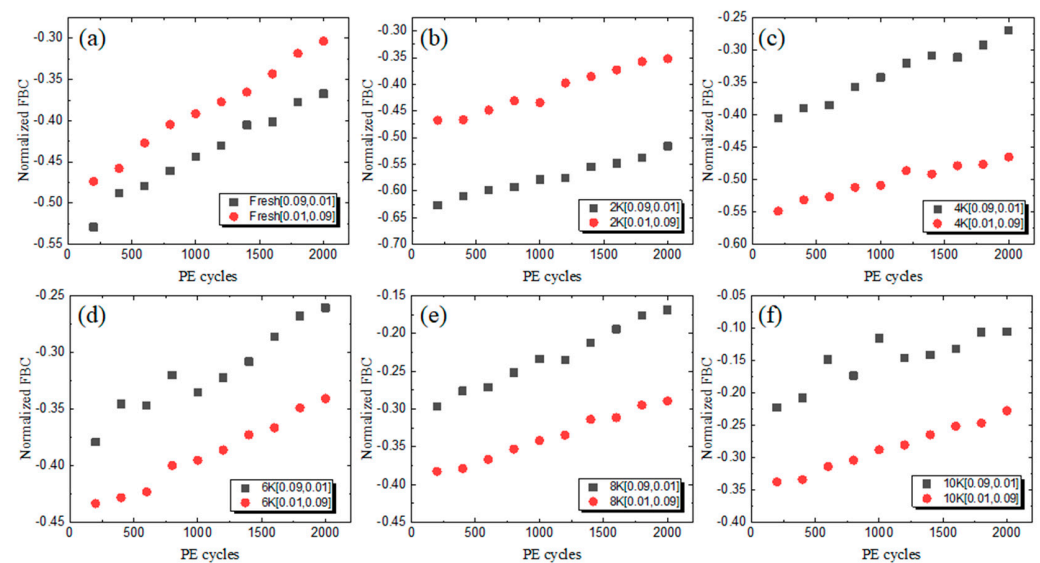 (a)
Normalized FBC
-0.30
-0.35
-0.40
-0.45
-0.50
-0.55
Fresh[0.09,0.01]
Fresh[0.01,0.09]
0 500 1000 1500 2000
PE cycles
(b)
Normalized FBC
-0.30
-0.35
-0.40
-0.45
-0.50
-0.55
-0.60
-0.65
-0.70
2K[0.09,0.01]
2K[0.01,0.09]
0 500 1000 1500 2000
PE cycles
(c)
Normalized FBC
-0.25
-0.30
-0.35
-0.40
-0.45
-0.50
-0.55
-0.60
4K[0.09,0.01]
4K[0.01,0.09]
0 500 1000 1500 2000
PE cycles
(d)
Normalized FBC
-0.25
-0.30
-0.35
-0.40
-0.45
6K[0.09,0.01]
6K[0.01,0.09]
0 500 1000 1500 2000
PE cycles
(e)
Normalized FBC
-0.15
-0.20
-0.25
-0.30
-0.35
-0.40
-0.45
8K[0.09,0.01]
8K[0.01,0.09]
0 500 1000 1500 2000
PE cycles
(f)
Normalized FBC
-0.05
-0.10
-0.15
-0.20
-0.25
-0.30
-0.35
-0.40
10K[0.09,0.01]
10K[0.01,0.09]
0 500 1000 1500 2000
PE cycles